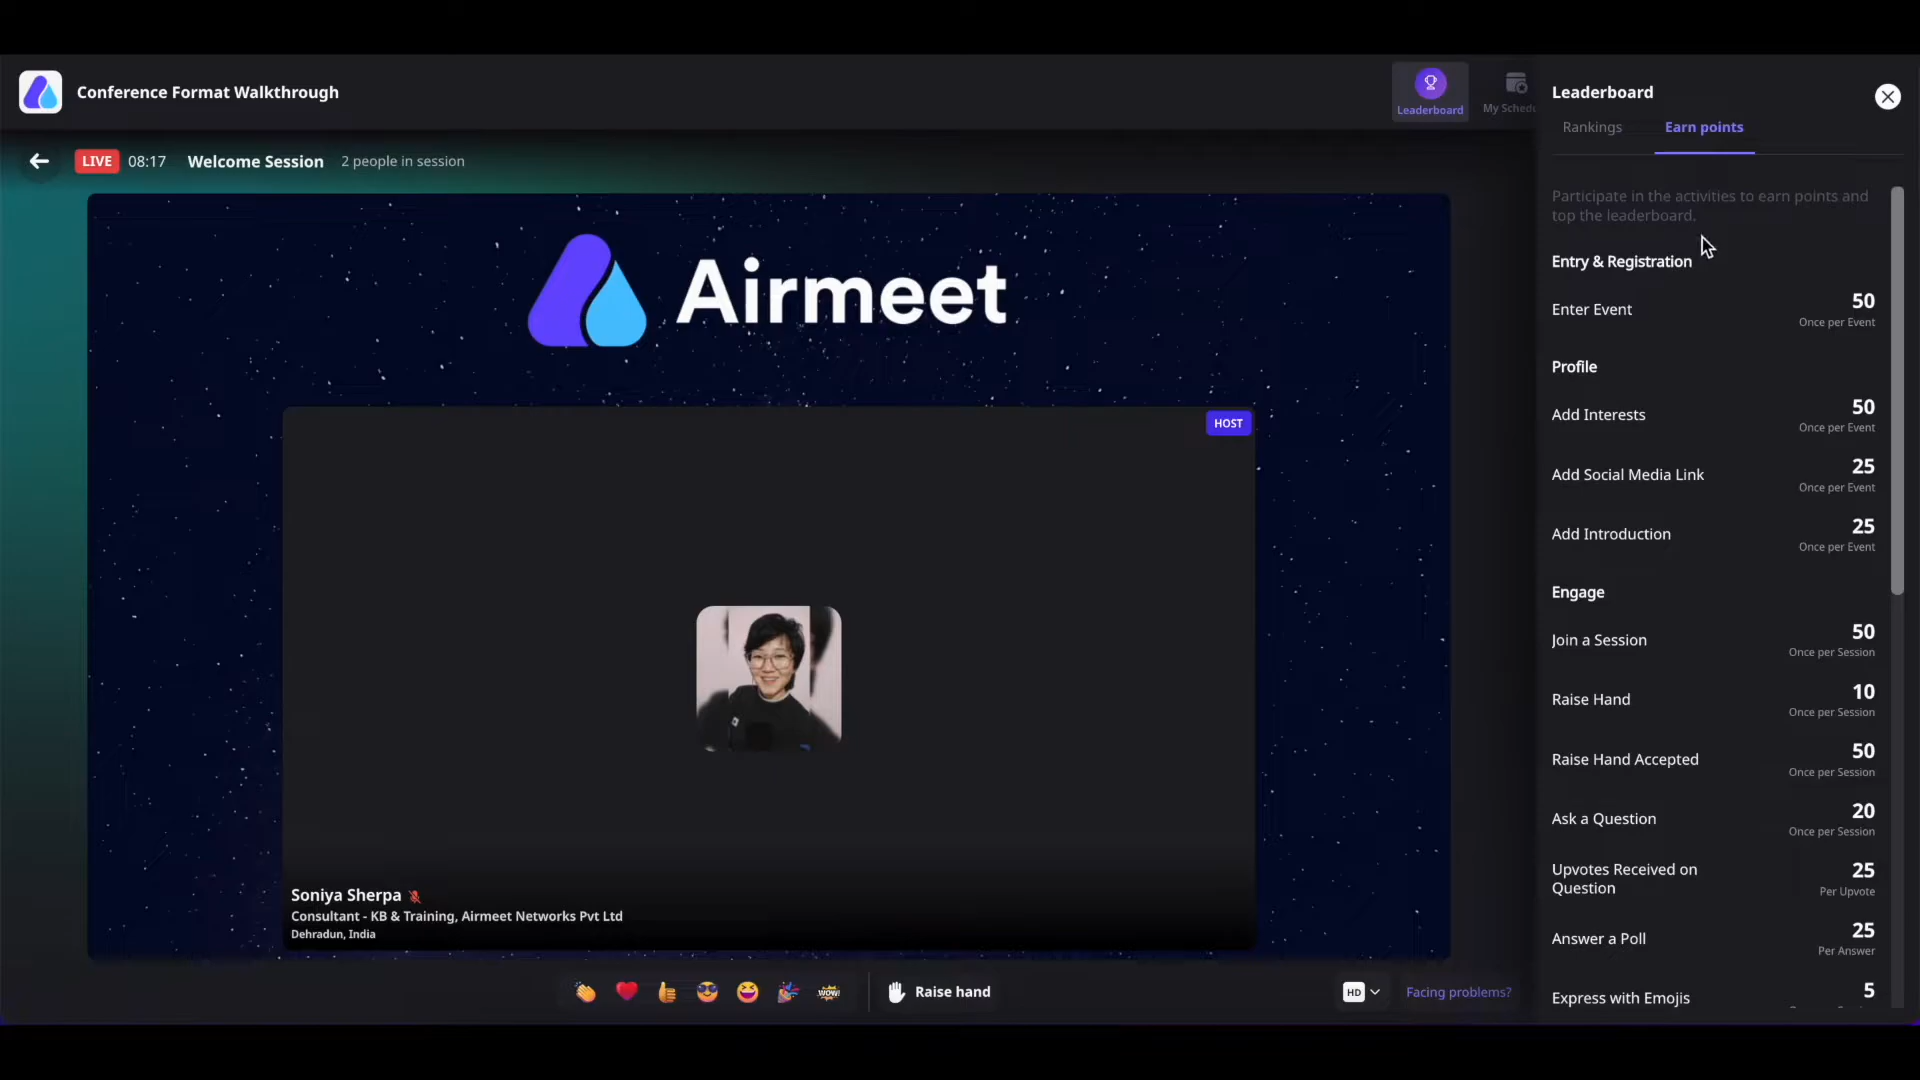 Conference Format Walkthrough
Leaderboard
My Schedu
LIVE 08:17 Welcome Session 2 people in session
Airmeet
HOST
Soniya Sherpa
Consultant - KB & Training, Airmeet Networks Pvt Ltd
Dehradun, India
WOW!
Raise hand
HD
Facing problems?
Leaderboard
Rankings Earn points
Participate in the activities to earn points and
top the leaderboard.
Entry & Registration
Enter Event 50
Once per Event
Profile
Add Interests 50
Once per Event
Add Social Media Link 25
Once per Event
Add Introduction 25
Once per Event
Engage
Join a Session 50
Once per Session
Raise Hand 10
Once per Session
Raise Hand Accepted 50
Once per Session
Ask a Question 20
Once per Session
Upvotes Received on
Question
25
Per Upvote
Answer a Poll 25
Per Answer
Express with Emojis 5